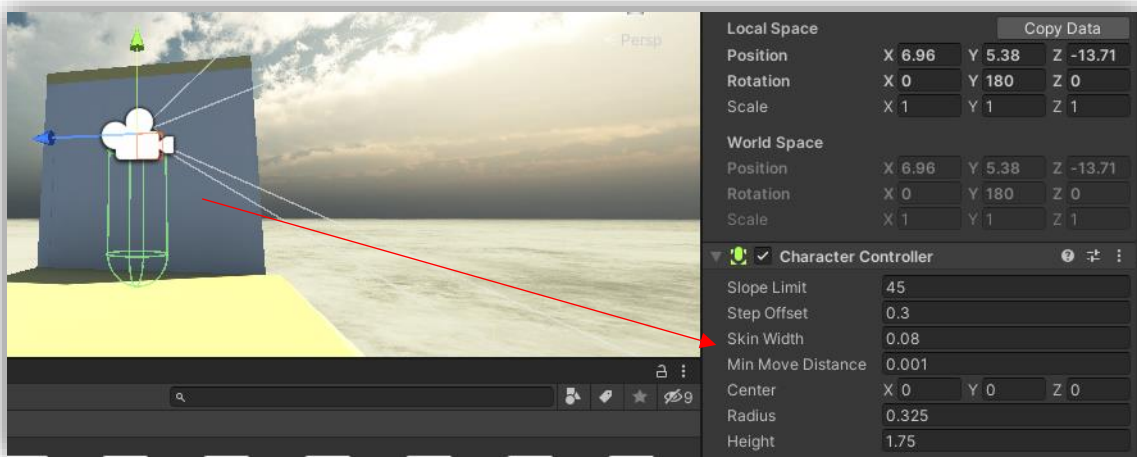 Persp
Local Space Copy Data
Position X 6.96 Y 5.38 Z -13.71
Rotation X 0 Y 180 Z 0
Scale X 1 Y 1 Z 1
World Space
Position X 6.96 Y 5.38 Z -13.71
Rotation X 0 Y 180 Z 0
Scale X 1 Y 1 Z 1
Character Controller
Slope Limit 45
Step Offset 0.3
Skin Width 0.08
Min Move Distance 0.001
Center X 0 Y 0 Z 0
Radius 0.325
Height 1.75
9